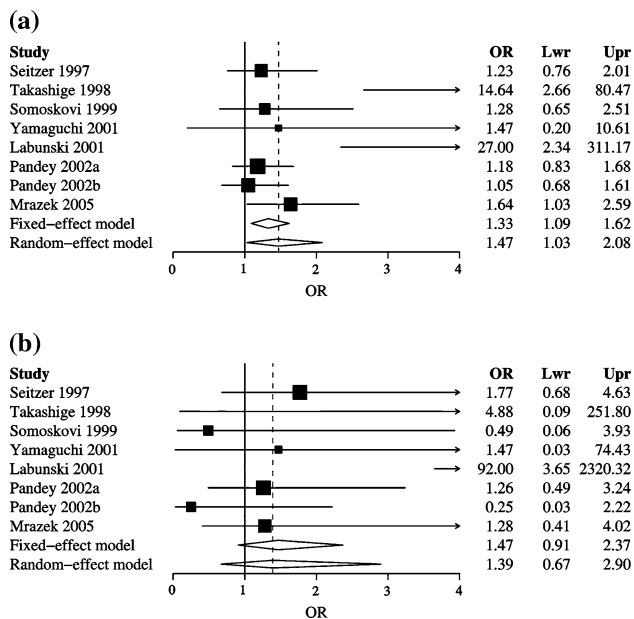 (a)
Study OR Lwr Upr
Seitzer 1997 1.23 0.76 2.01
Takashige 1998 14.64 2.66 80.47
Somoskovi 1999 1.28 0.65 2.51
Yamaguchi 2001 1.47 0.20 10.61
Labunski 2001 27.00 2.34 311.17
Pandey 2002a 1.18 0.83 1.68
Pandey 2002b 1.05 0.68 1.61
Mrazek 2005 1.64 1.03 2.59
Fixed−effect model 1.33 1.09 1.62
Random−effect model 1.47 1.03 2.08
0 1 2 3 4
OR
(b)
Study OR Lwr Upr
Seitzer 1997 1.77 0.68 4.63
Takashige 1998 4.88 0.09 251.80
Somoskovi 1999 0.49 0.06 3.93
Yamaguchi 2001 1.47 0.03 74.43
Labunski 2001 92.00 3.65 2320.32
Pandey 2002a 1.26 0.49 3.24
Pandey 2002b 0.25 0.03 2.22
Mrazek 2005 1.28 0.41 4.02
Fixed−effect model 1.47 0.91 2.37
Random−effect model 1.39 0.67 2.90
0 1 2 3 4
OR